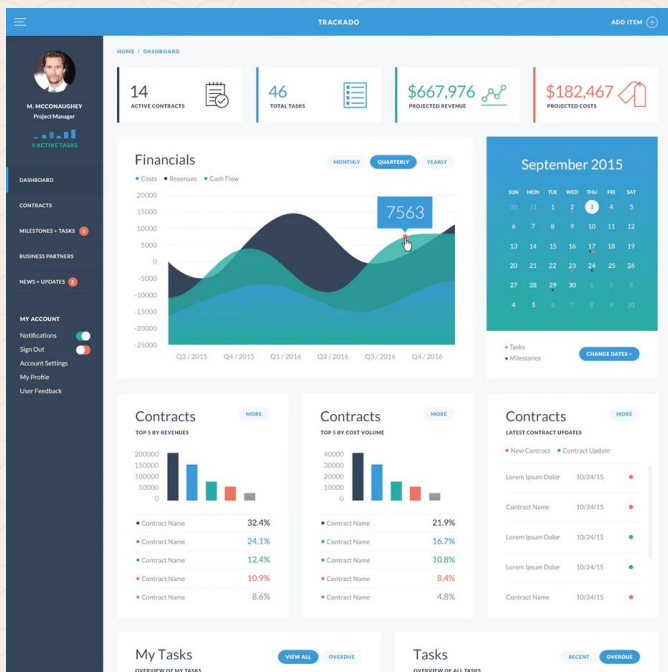 TRACKADO
ADD ITEM
M. MCCONAUGHEY
Project Manager
9 ACTIVE TASKS
DASHBOARD
CONTRACTS
MILESTONES + TASKS
BUSINESS PARTNERS
NEWS + UPDATES 2
MY ACCOUNT
Notifications
Sign Out
Account Settings
My Profile
User Feedback
HOME / DASHBOARD
14
ACTIVE CONTRACTS
46
TOTAL TASKS
$667,976
PROJECTED REVENUE
$182,467
PROJECTED COSTS
Financials
MONTHLY QUARTERLY YEARLY
Costs Revenues Cash Flow
20000
15000
10000
5000
0
-5000
-10000
-15000
-20000
-25000
7563
Q3 / 2015 Q4 / 2015 Q1 / 2016 Q2 / 2016 Q3 / 2016 Q4 / 2016
September 2015
SUN MON TUE WED THU FRI SAT
30 31 1 2 3 4 5
6 7 8 9 10 11 12
13 14 15 16 17 18 19
20 21 22 23 24 25 26
27 28 29 30 1 2 3
4 5 6 7 8 9 10
Tasks
Milestones
CHANGE DATES
Contracts
MORE
TOP 5 BY REVENUES
200000
150000
100000
50000
0
Contract Name 32.4%
Contract Name 24.1%
Contract Name 12.4%
Contract Name 10.9%
Contract Name 8.6%
Contracts
MORE
TOP 5 BY COST VOLUME
40000
30000
20000
10000
0
Contract Name 21.9%
Contract Name 16.7%
Contract Name 10.8%
Contract Name 8.4%
Contract Name 4.8%
Contracts
MORE
LATEST CONTRACT UPDATES
New Contract Contract Update
Lorem Ipsum Dolor 10/24/15
Contract Name 10/24/15
Lorem Ipsum Dolor 10/24/15
Lorem Ipsum Dolor 10/24/15
Contract Name 10/24/15
My Tasks
VIEW ALL OVERDUE
OVERVIEW OF MY TASKS
Tasks
RECENT OVERDUE
OVERVIEW OF ALL TASKS